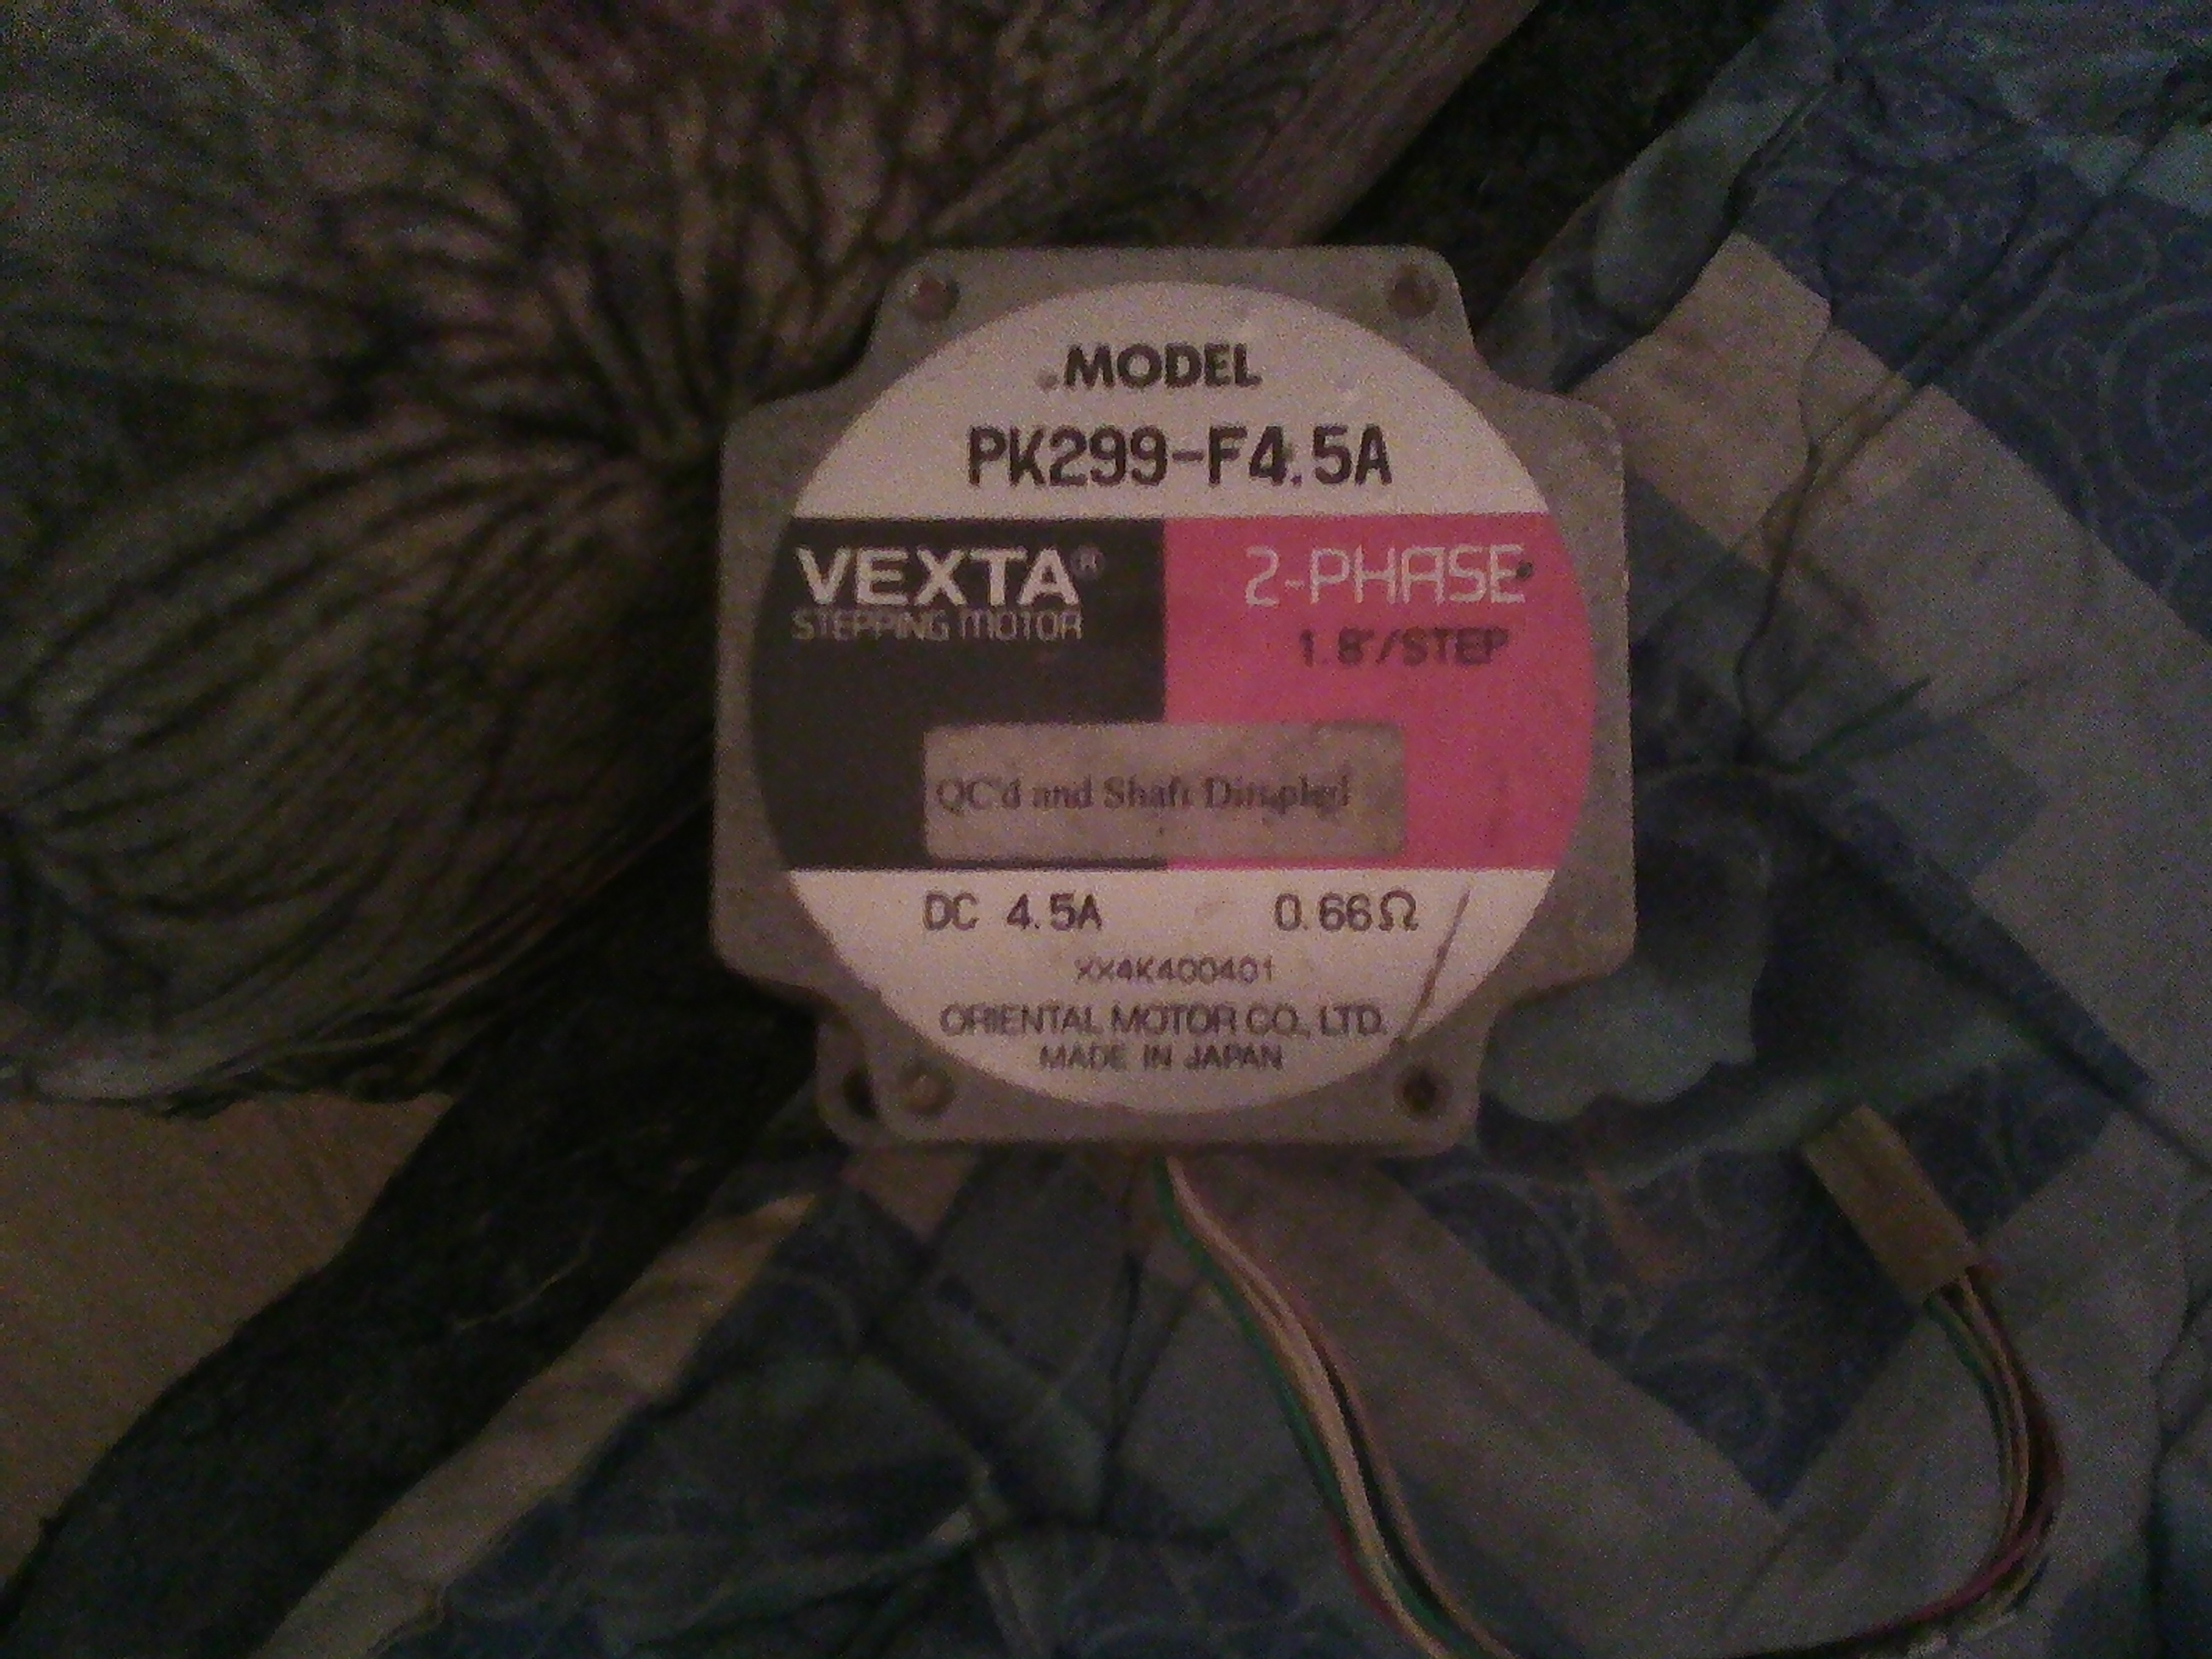 MODEL
PK299-F4.5A
VEXTA®
STEPPING MOTOR
2-PHASE
1.8°/STEP
QC'd and Shaft Dimpled
DC 4.5A 0.66Ω
XX4K400401
ORIENTAL MOTOR CO., LTD.
MADE IN JAPAN